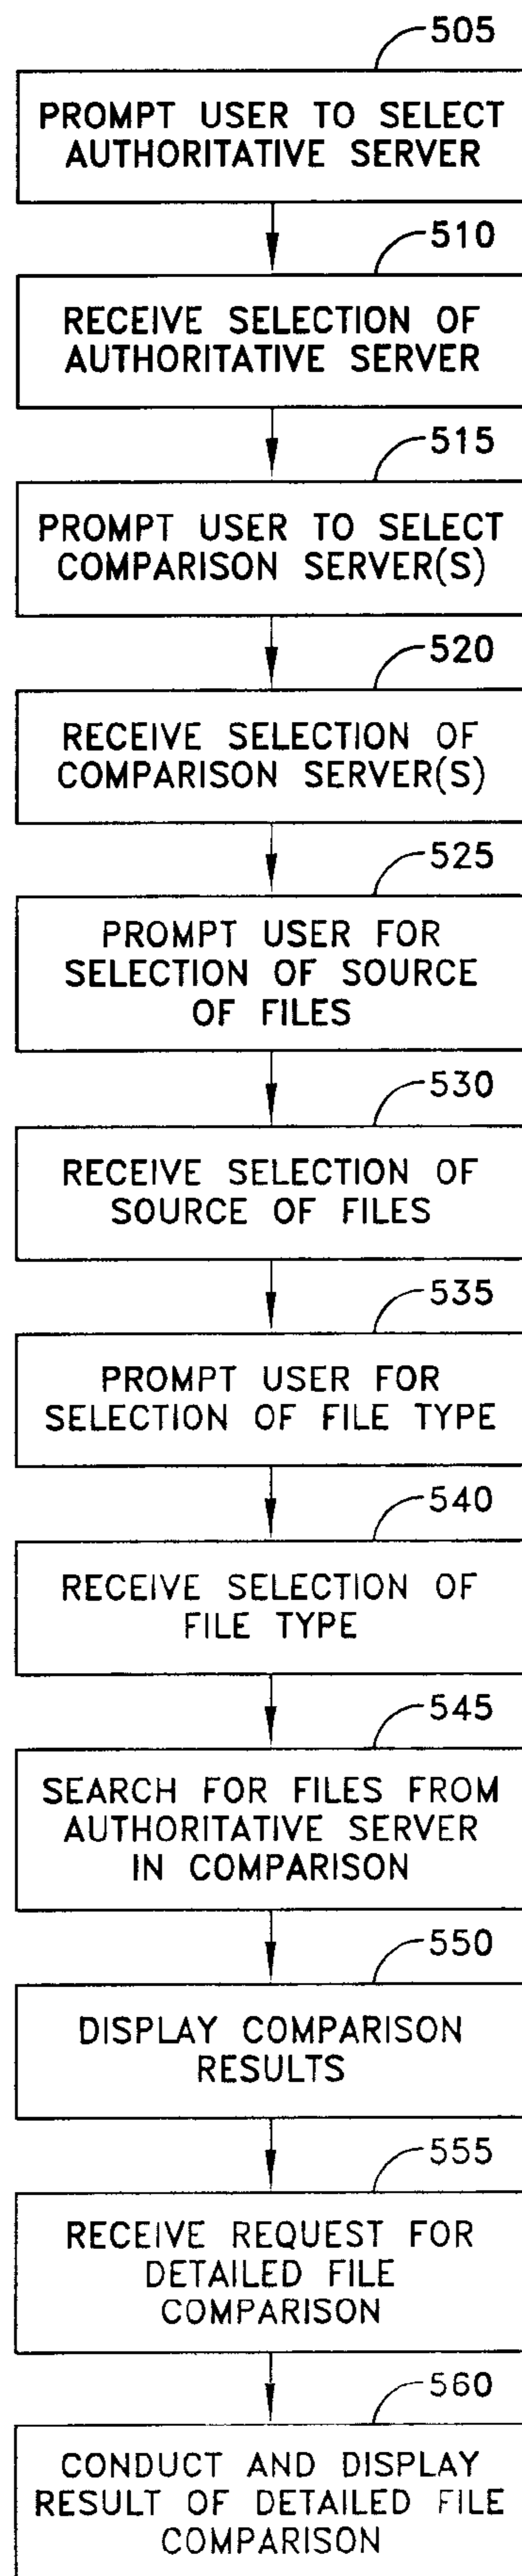 505
PROMPT USER TO SELECT
AUTHORITATIVE SERVER
510
RECEIVE SELECTION OF
AUTHORITATIVE SERVER
515
PROMPT USER TO SELECT
COMPARISON SERVER(S)
520
RECEIVE SELECTION OF
COMPARISON SERVER(S)
525
PROMPT USER FOR
SELECTION OF SOURCE
OF FILES
530
RECEIVE SELECTION OF
SOURCE OF FILES
535
PROMPT USER FOR
SELECTION OF FILE TYPE
540
RECEIVE SELECTION OF
FILE TYPE
545
SEARCH FOR FILES FROM
AUTHORITATIVE SERVER
IN COMPARISON
550
DISPLAY COMPARISON
RESULTS
555
RECEIVE REQUEST FOR
DETAILED FILE
COMPARISON
560
CONDUCT AND DISPLAY
RESULT OF DETAILED FILE
COMPARISON